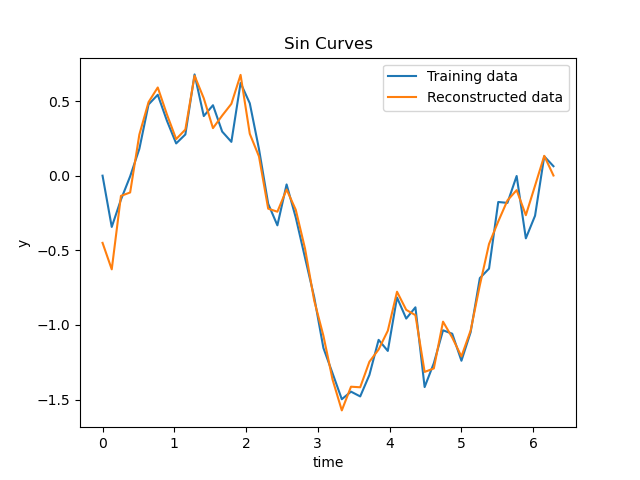 Sin Curves
Training data
Reconstructed data
0.5
0.0
−0.5
−1.0
−1.5
y
0 1 2 3 4 5 6
time